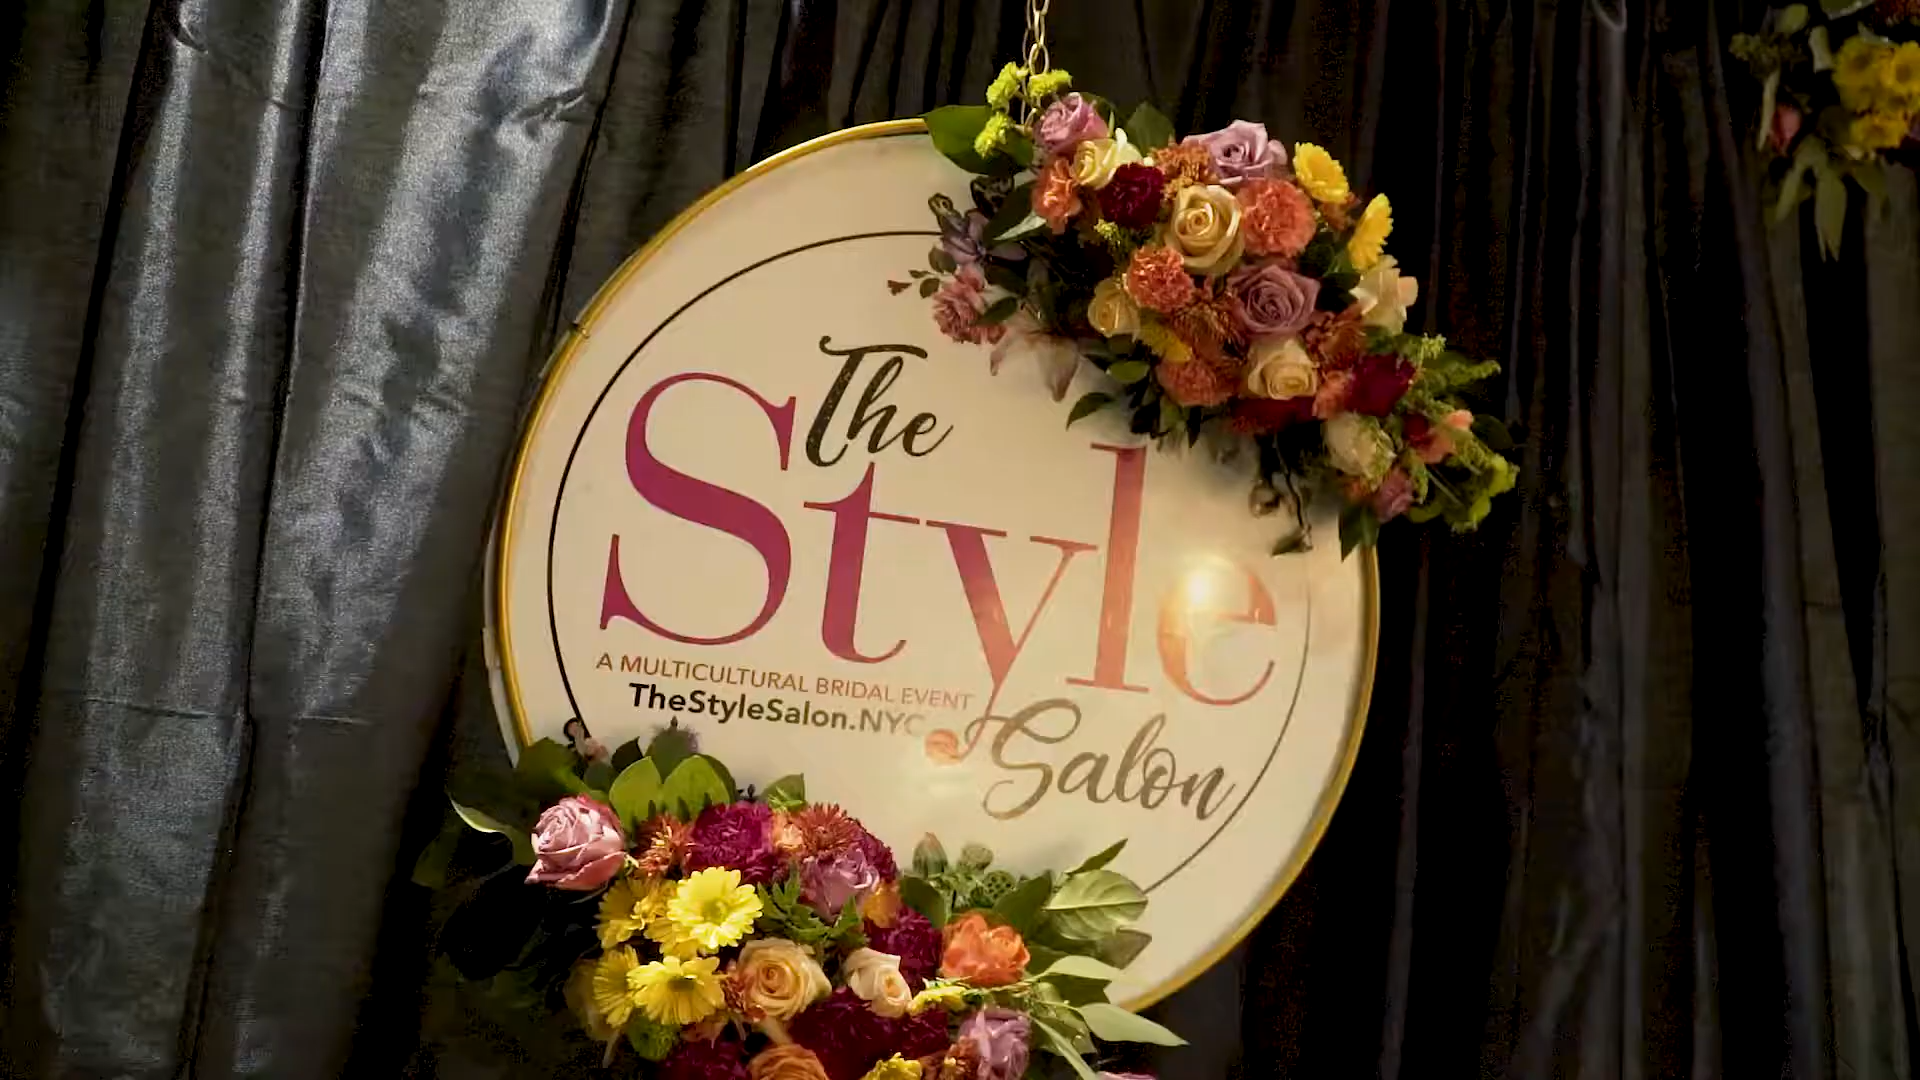 The
Style
A MULTICULTURAL BRIDAL EVENT
TheStyleSalon.NYC
Salon